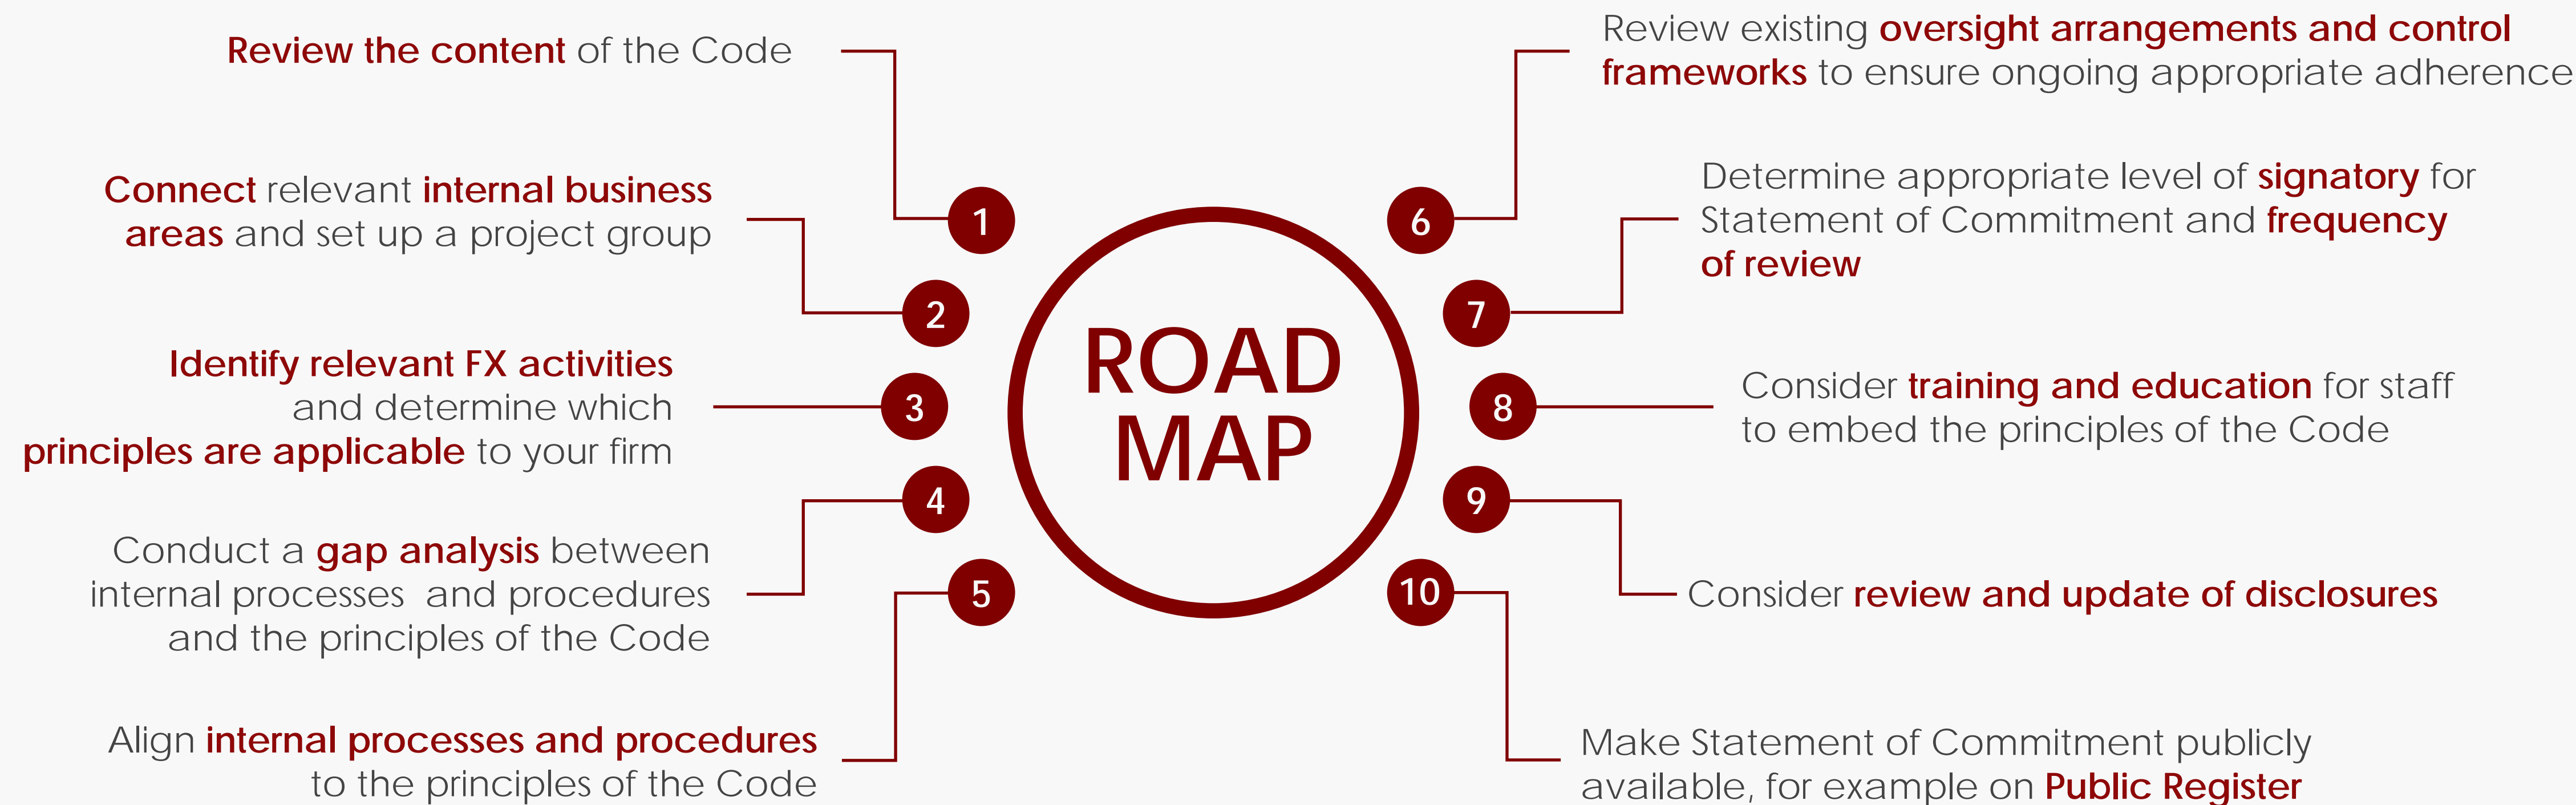 ROAD
MAP
1
Review the content of the Code
2
Connect relevant internal business
areas and set up a project group
3
Identify relevant FX activities
and determine which
principles are applicable to your firm
4
Conduct a gap analysis between
internal processes  and procedures
and the principles of the Code
5
Align internal processes and procedures
to the principles of the Code
6
Review existing oversight arrangements and control
frameworks to ensure ongoing appropriate adherence
7
Determine appropriate level of signatory for
Statement of Commitment and frequency
of review
8
Consider training and education for staff
to embed the principles of the Code
9
Consider review and update of disclosures
10
Make Statement of Commitment publicly
available, for example on Public Register